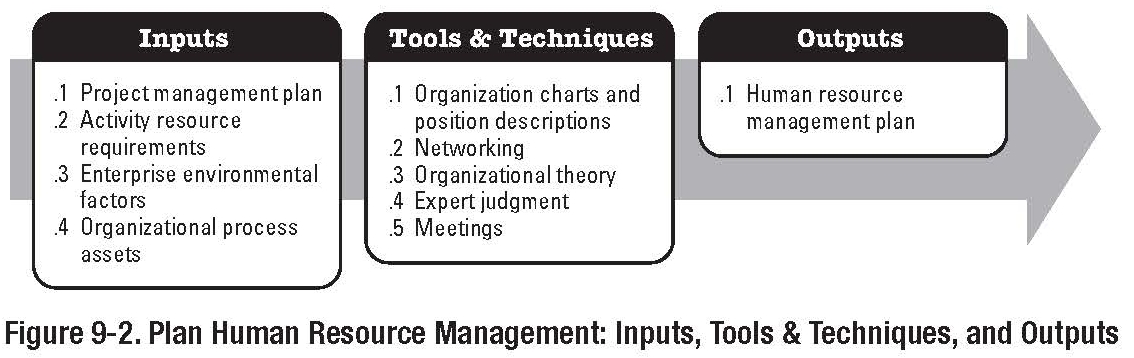 Inputs
.1 Project management plan
.2 Activity resource
requirements
.3 Enterprise environmental
factors
.4 Organizational process
assets
Tools & Techniques
.1 Organization charts and
position descriptions
.2 Networking
.3 Organizational theory
.4 Expert judgment
.5 Meetings
Outputs
.1 Human resource
management plan
Figure 9-2. Plan Human Resource Management: Inputs, Tools & Techniques, and Outputs